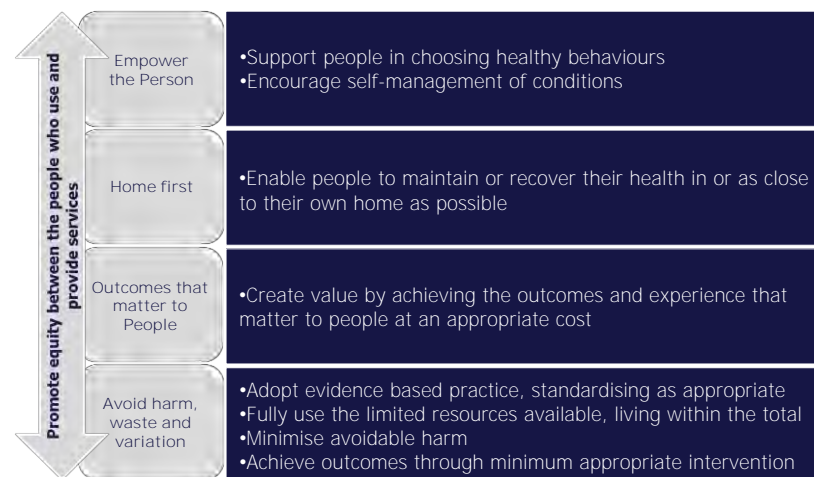 Promote equity between the people who use and
provide services
Empower
the Person
•Support people in choosing healthy behaviours
•Encourage self-management of conditions
Home first
•Enable people to maintain or recover their health in or as close
to their own home as possible
Outcomes that
matter to
People
•Create value by achieving the outcomes and experience that
matter to people at an appropriate cost
Avoid harm,
waste and
variation
•Adopt evidence based practice, standardising as appropriate
•Fully use the limited resources available, living within the total
•Minimise avoidable harm
•Achieve outcomes through minimum appropriate intervention